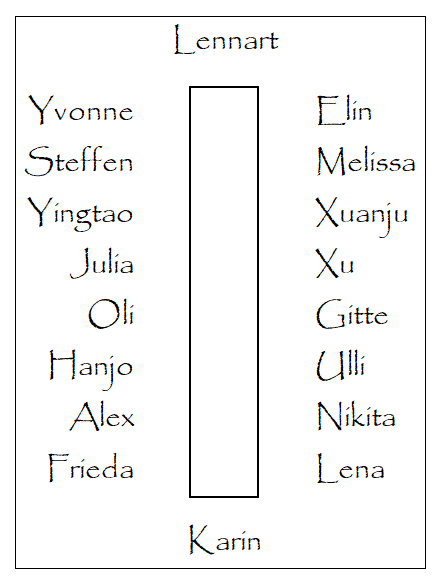 Lennart
Yvonne Elin
Steffen Melissa
Yingtao Xuanju
Julia Xu
Oli Gitte
Hanjo Ulli
Alex Nikita
Frieda Lena
Karin